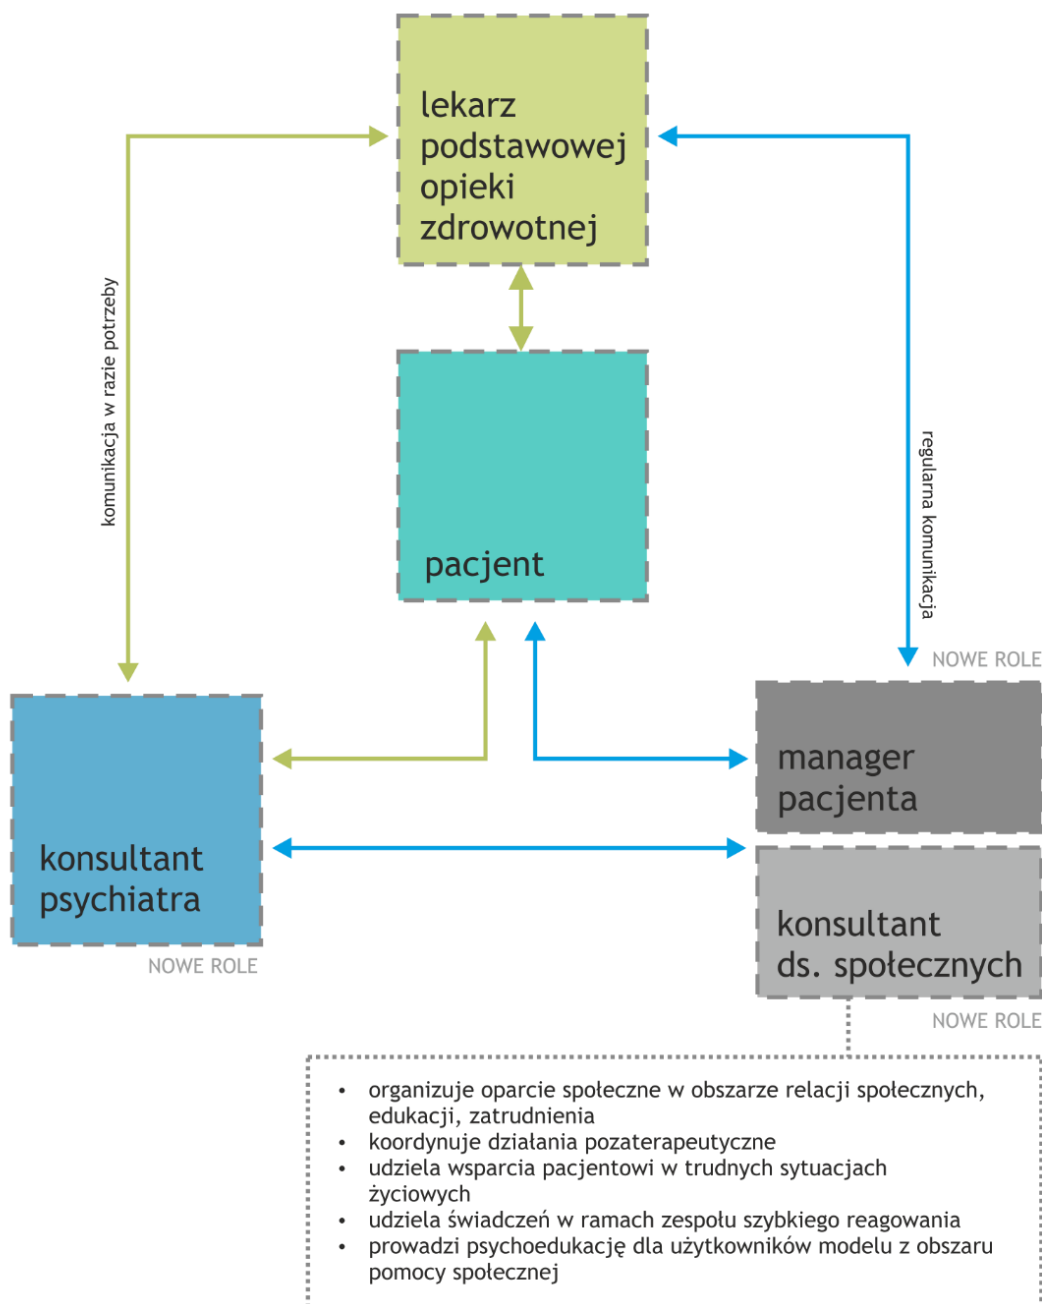 lekarz
podstawowej
opieki
zdrowotnej
komunikacja w razie potrzeby
pacjent
regularna komunikacja
NOWE ROLE
manager
pacjenta
konsultant
psychiatra
NOWE ROLE
konsultant
ds. społecznych
NOWE ROLE
• organizuje oparcie społeczne w obszarze relacji społecznych,
edukacji, zatrudnienia
• koordynuje działania pozaterapeutyczne
• udziela wsparcia pacjentowi w trudnych sytuacjach
życiowych
• udziela świadczeń w ramach zespołu szybkiego reagowania
• prowadzi psychoedukację dla użytkowników modelu z obszaru
pomocy społecznej